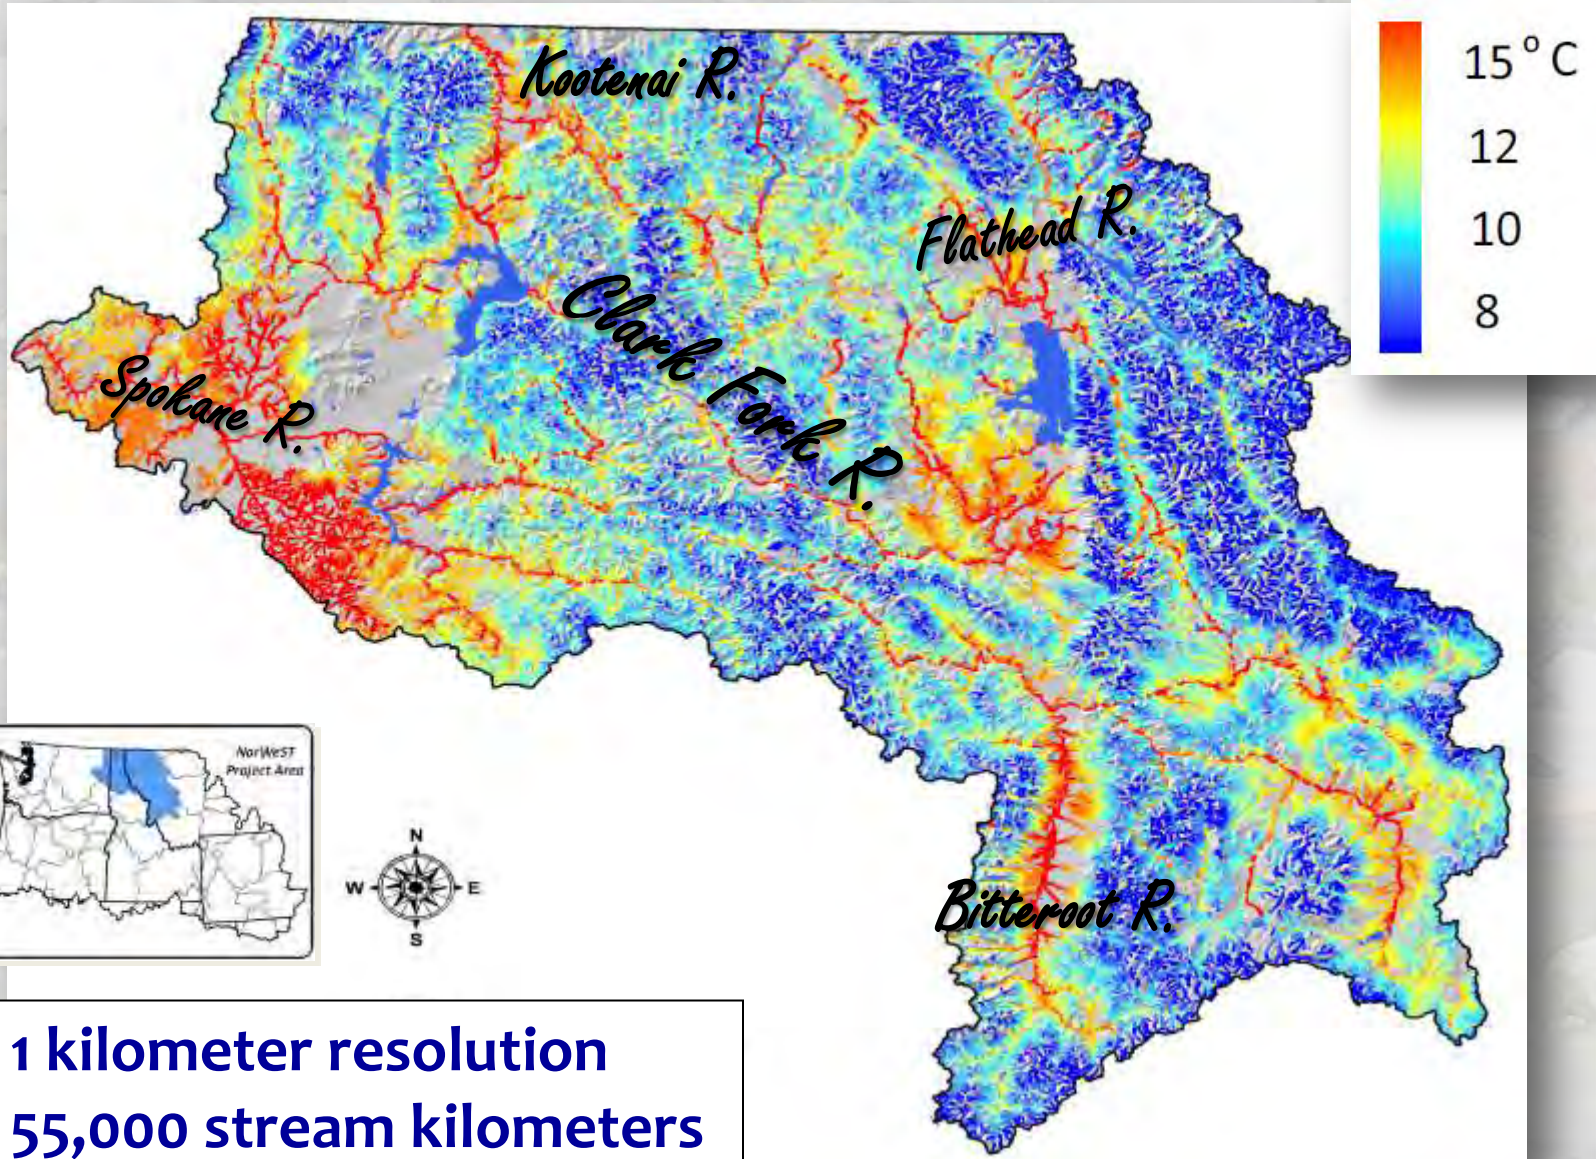 15 ° C
12
10
8
Kootenai R.
Flathead R.
Clark Fork R.
Spokane R.
Bitteroot R.
NorWeST
Project Area
N
W E
S
1 kilometer resolution
55,000 stream kilometers